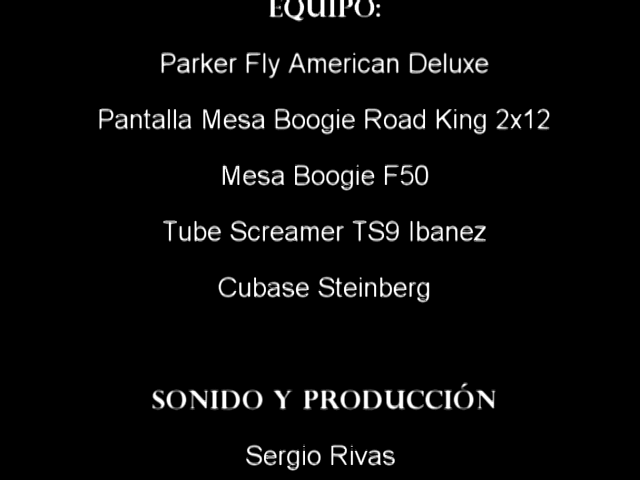 EQUIPO:
Parker Fly American Deluxe
Pantalla Mesa Boogie Road King 2x12
Mesa Boogie F50
Tube Screamer TS9 Ibanez
Cubase Steinberg
SONIDO Y PRODUCCIÓN
Sergio Rivas